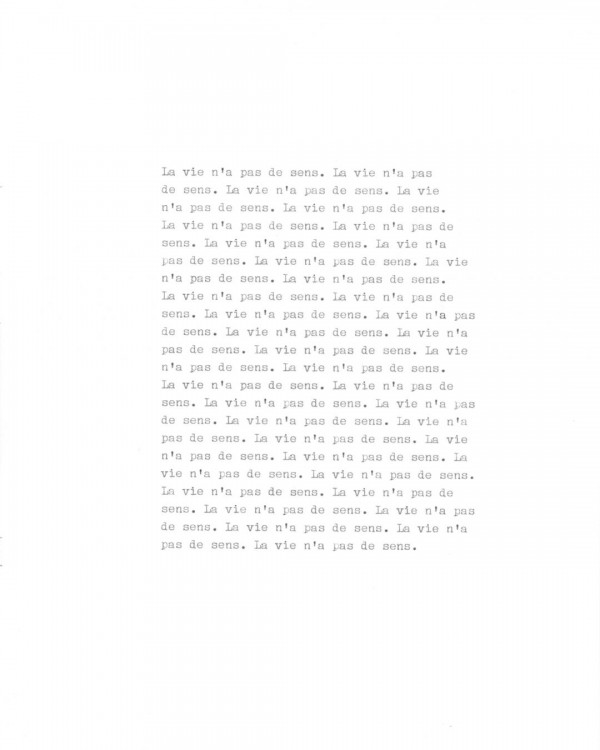 La vie n'a pas de sens. La vie n'a pas
de sens. La vie n'a pas de sens. La vie
n'a pas de sens. La vie n'a pas de sens.
La vie n'a pas de sens. La vie n'a pas de
sens. La vie n'a pas de sens. La vie n'a
pas de sens. La vie n'a pas de sens. La vie
n'a pas de sens. La vie n'a pas de sens.
La vie n'a pas de sens. La vie n'a pas de
sens. La vie n'a pas de sens. La vie n'a pas
de sens. La vie n'a pas de sens. La vie n'a
pas de sens. La vie n'a pas de sens. La vie
n'a pas de sens. La vie n'a pas de sens.
La vie n'a pas de sens. La vie n'a pas de
sens. La vie n'a pas de sens. La vie n'a pas
de sens. La vie n'a pas de sens. La vie n'a
pas de sens. La vie n'a pas de sens. La vie
n'a pas de sens. La vie n'a pas de sens. La
vie n'a pas de sens. La vie n'a pas de sens.
La vie n'a pas de sens. La vie n'a pas de
sens. La vie n'a pas de sens. La vie n'a pas
de sens. La vie n'a pas de sens. La vie n'a
pas de sens. La vie n'a pas de sens.